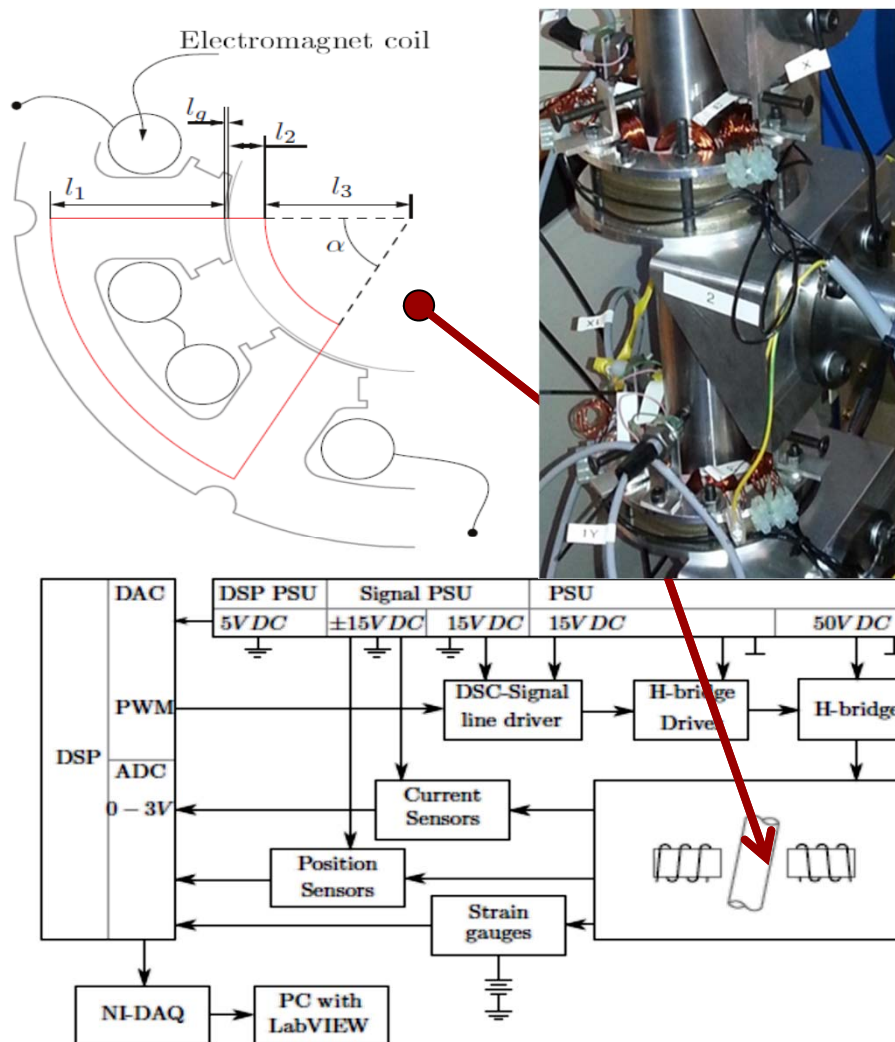 Electromagnet coil
l_g
l_2
l_1
l_3
α
X
2
X1
1Y
DAC
DSP PSU
Signal PSU
PSU
5V DC
±15V DC
15V DC
15V DC
50V DC
PWM
DSC-Signal
line driver
H-bridge
Driver
H-bridge
DSP
ADC
0 − 3V
Current
Sensors
Position
Sensors
Strain
gauges
NI-DAQ
PC with
LabVIEW